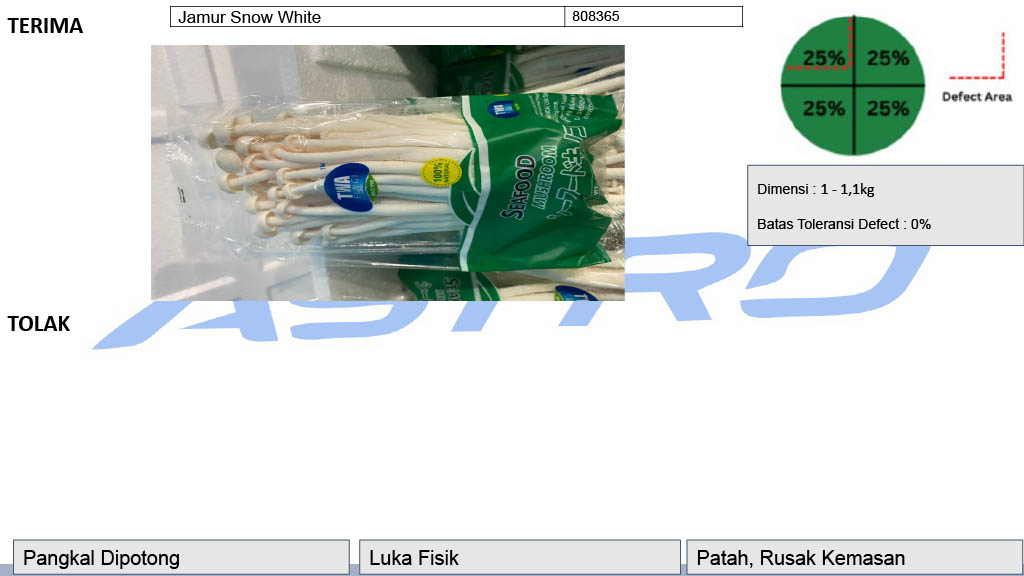 TERIMA
Jamur Snow White
808365
25%
25%
25%
25%
Defect Area
TWA
100%
NATURAL
SEAFOOD
MUSHROOM
TWA
Dimensi : 1 - 1,1kg
Batas Toleransi Defect : 0%
ASTRO
TOLAK
Pangkal Dipotong
Luka Fisik
Patah, Rusak Kemasan